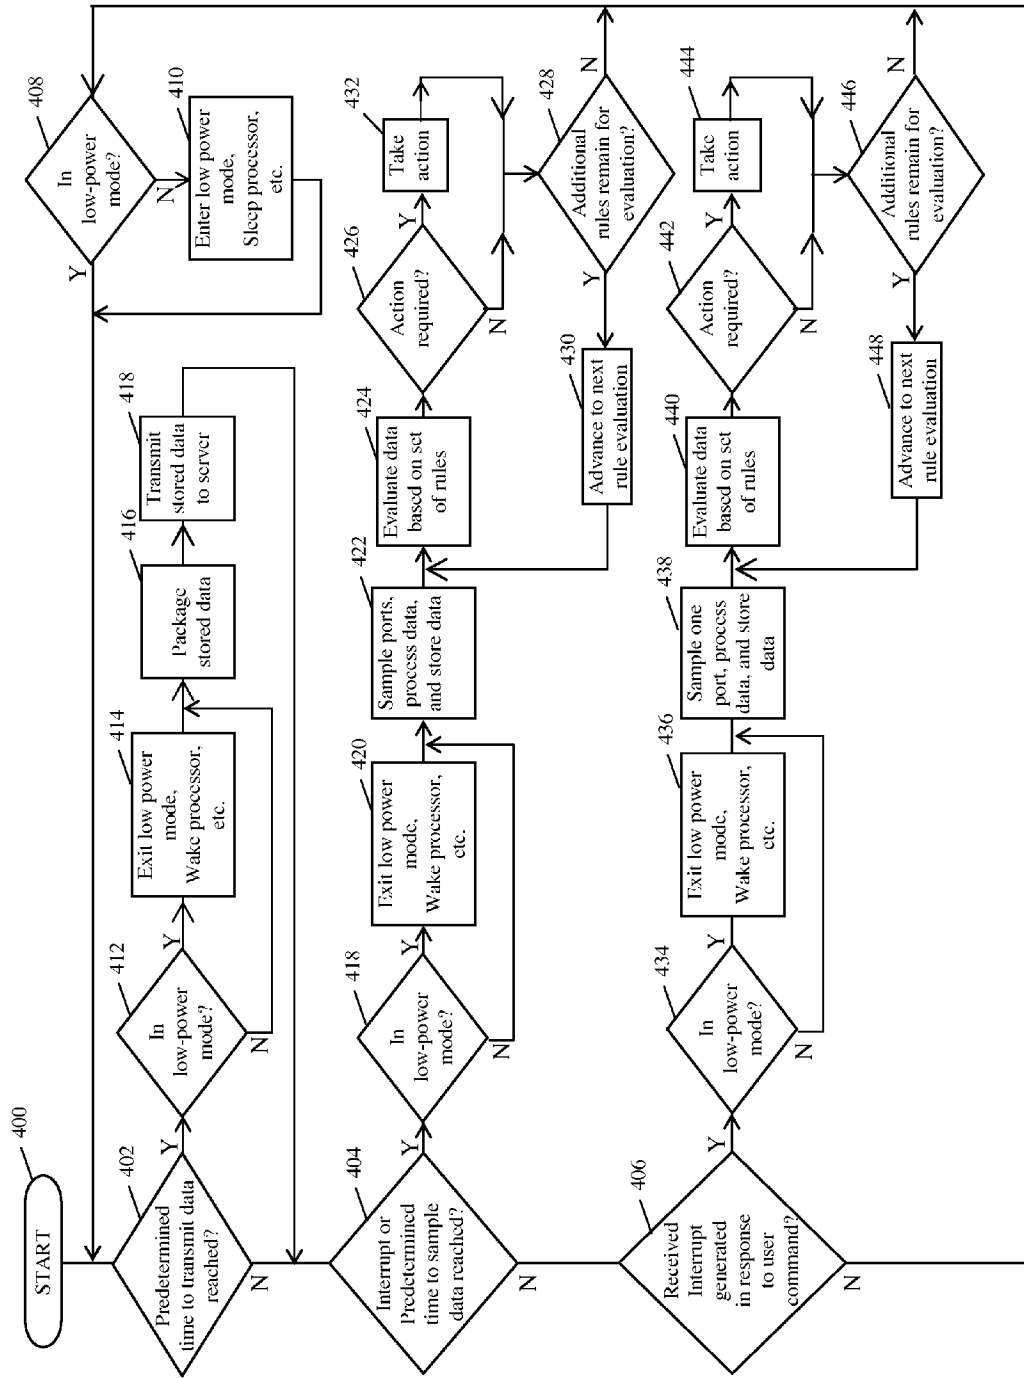 400
START
402
Predetermined
time to transmit data
reached?
Y
N
412
In
low-power
mode?
Y
N
414
Exit low power
mode,
Wake processor,
etc.
416
Package
stored data
418
Transmit
stored data
to server
408
In
low-power
mode?
Y
N
410
Enter low power
mode,
Sleep processor,
etc.
404
Interrupt or
Predetermined
time to sample
data reached?
Y
N
418
In
low-power
mode?
Y
N
420
Exit low power
mode,
Wake processor,
etc.
422
Sample ports,
process data,
and store data
424
Evaluate data
based on set
of rules
426
Action
required?
Y
N
432
Take
action
428
Additional
rules remain for
evaluation?
Y
N
430
Advance to next
rule evaluation
406
Received
Interrupt
generated
in response
to user
command?
Y
N
434
In
low-power
mode?
Y
N
436
Exit low power
mode,
Wake processor,
etc.
438
Sample one
port, process
data, and store
data
440
Evaluate data
based on set
of rules
442
Action
required?
Y
N
444
Take
action
446
Additional
rules remain for
evaluation?
Y
N
448
Advance to next
rule evaluation